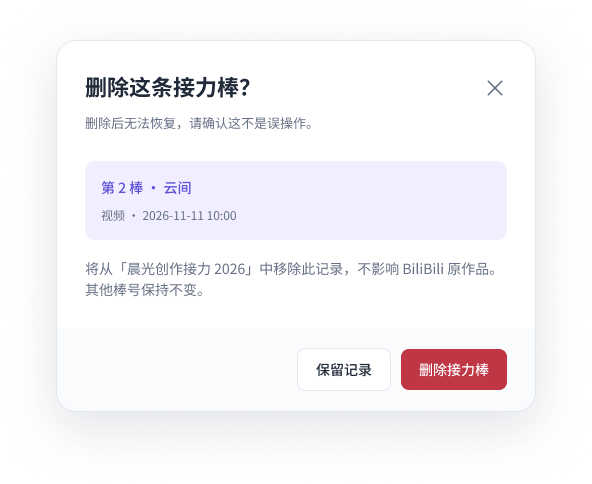 删除这条接力棒？
删除后无法恢复，请确认这不是误操作。
第 2 棒 · 云间
视频 · 2026-11-11 10:00
将从「晨光创作接力 2026」中移除此记录，不影响 BiliBili 原作品。
其他棒号保持不变。
保留记录
删除接力棒